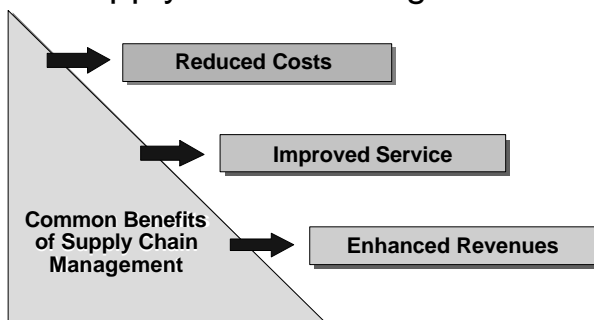 Reduced Costs
Improved Service
Common Benefits
of Supply Chain
Management
Enhanced Revenues